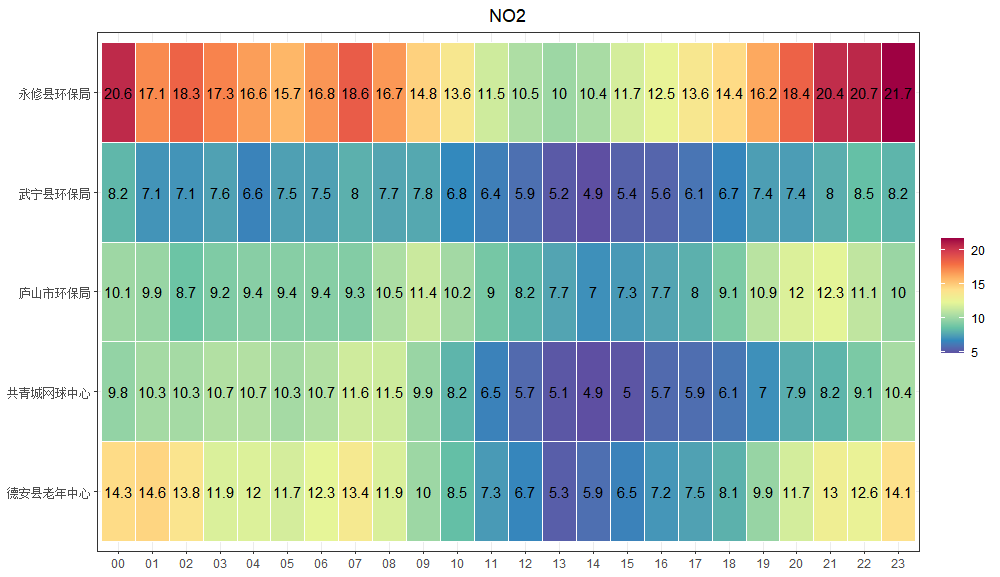 NO2
永修县环保局 20.6 17.1 18.3 17.3 16.6 15.7 16.8 18.6 16.7 14.8 13.6 11.5 10.5 10 10.4 11.7 12.5 13.6 14.4 16.2 18.4 20.4 20.7 21.7
武宁县环保局 8.2 7.1 7.1 7.6 6.6 7.5 7.5 8 7.7 7.8 6.8 6.4 5.9 5.2 4.9 5.4 5.6 6.1 6.7 7.4 7.4 8 8.5 8.2
庐山市环保局 10.1 9.9 8.7 9.2 9.4 9.4 9.4 9.3 10.5 11.4 10.2 9 8.2 7.7 7 7.3 7.7 8 9.1 10.9 12 12.3 11.1 10
共青城网球中心 9.8 10.3 10.3 10.7 10.7 10.3 10.7 11.6 11.5 9.9 8.2 6.5 5.7 5.1 4.9 5 5.7 5.9 6.1 7 7.9 8.2 9.1 10.4
德安县老年中心 14.3 14.6 13.8 11.9 12 11.7 12.3 13.4 11.9 10 8.5 7.3 6.7 5.3 5.9 6.5 7.2 7.5 8.1 9.9 11.7 13 12.6 14.1
00 01 02 03 04 05 06 07 08 09 10 11 12 13 14 15 16 17 18 19 20 21 22 23
20
15
10
5